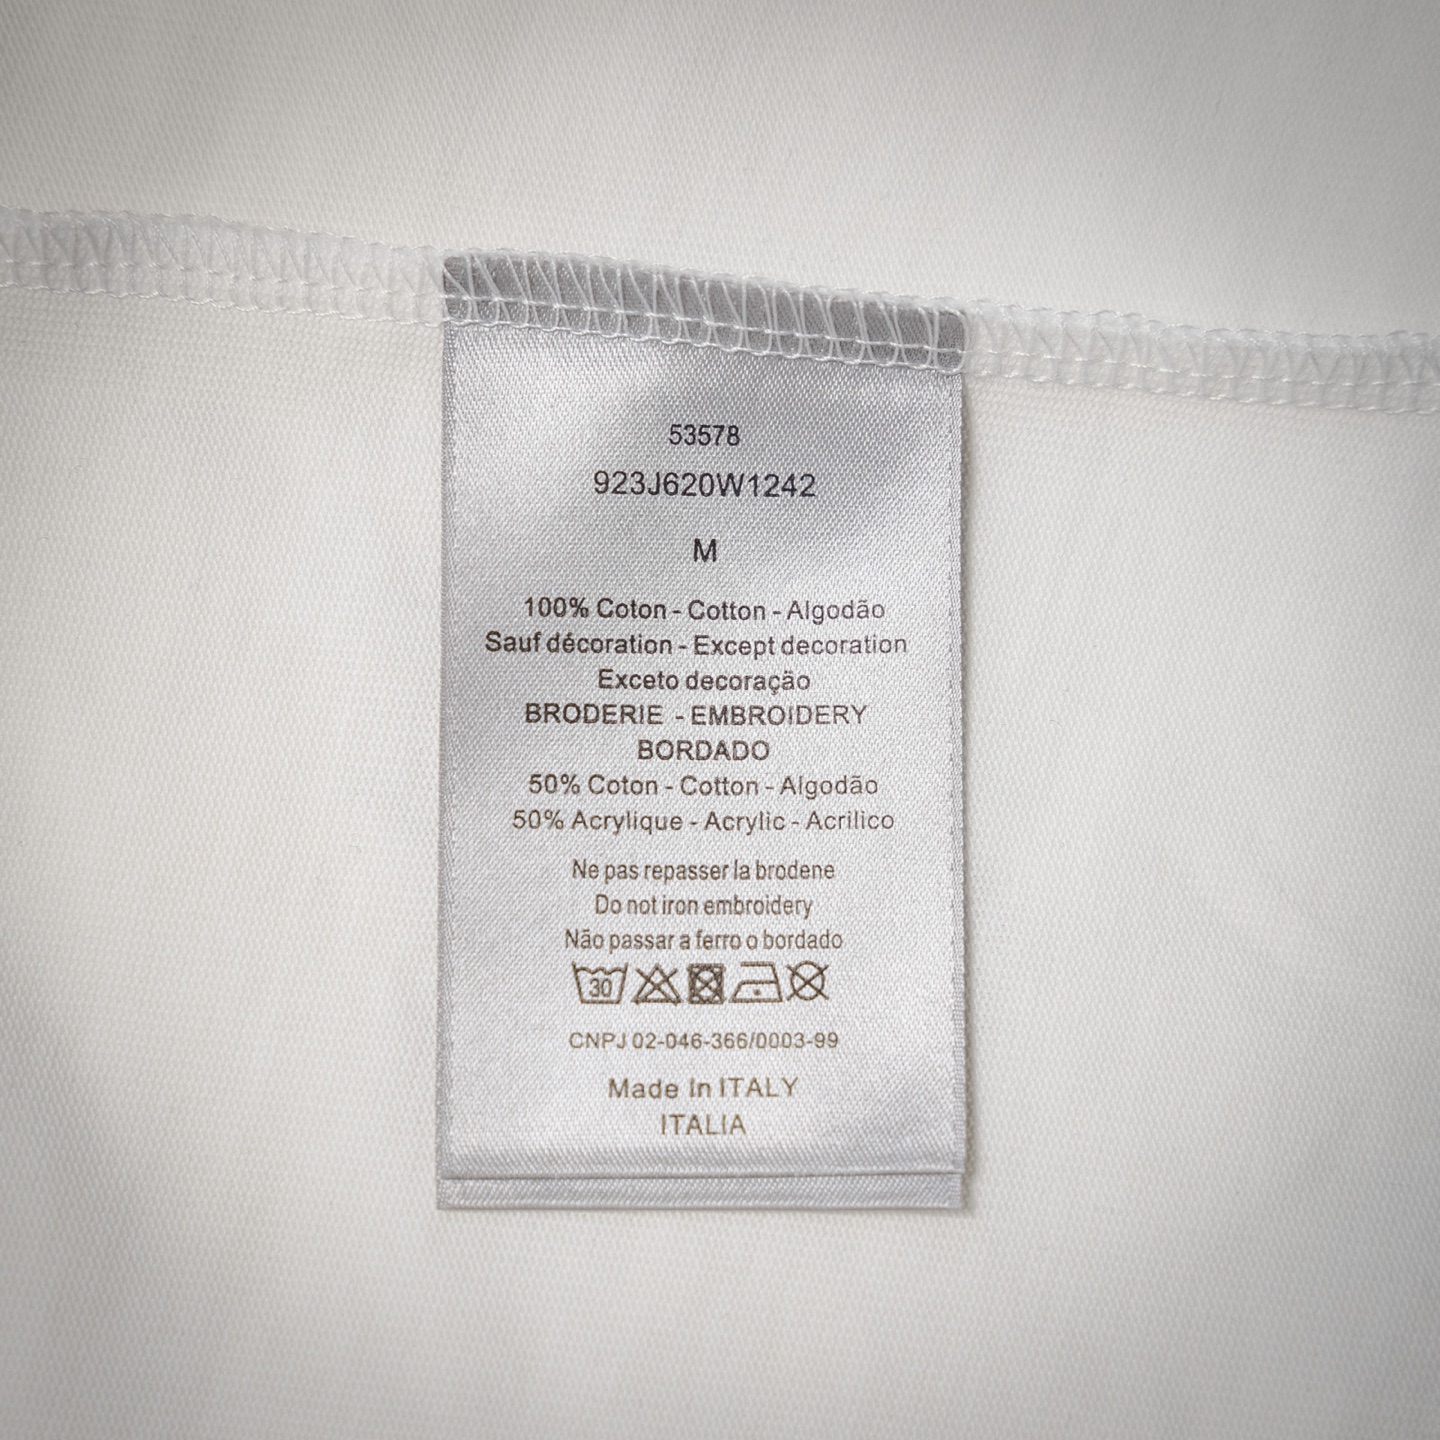 53578
923J620W1242
M
100% Coton - Cotton - Algodão
Sauf décoration - Except decoration
Exceto decoração
BRODERIE - EMBROIDERY
BORDADO
50% Coton - Cotton - Algodão
50% Acrylique - Acrylic - Acrilico
Ne pas repasser la brodene
Do not iron embroidery
Não passar a ferro o bordado
30
CNPJ 02-046-366/0003-99
Made In ITALY
ITALIA